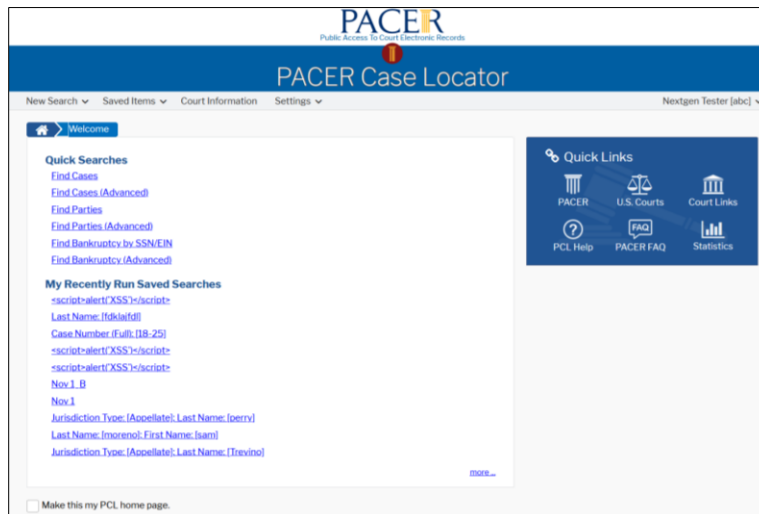 PACER
Public Access To Court Electronic Records
PACER Case Locator
New Search Saved Items Court Information Settings Nextgen Tester [abc]
Welcome
Quick Searches
Find Cases
Find Cases (Advanced)
Find Parties
Find Parties (Advanced)
Find Bankruptcy by SSN/EIN
Find Bankruptcy (Advanced)
My Recently Run Saved Searches
<script>alert('XSS')</script>
Last Name: [fdklajfdl]
Case Number (Full): [18-25]
<script>alert('XSS')</script>
<script>alert('XSS')</script>
Nov 1 B
Nov 1
Jurisdiction Type: [Appellate]; Last Name: [perry]
Last Name: [moreno]; First Name: [sam]
Jurisdiction Type: [Appellate]; Last Name: [Trevino]
more ...
Make this my PCL home page.
Quick Links
PACER U.S. Courts Court Links
FAQ
PCL Help PACER FAQ Statistics